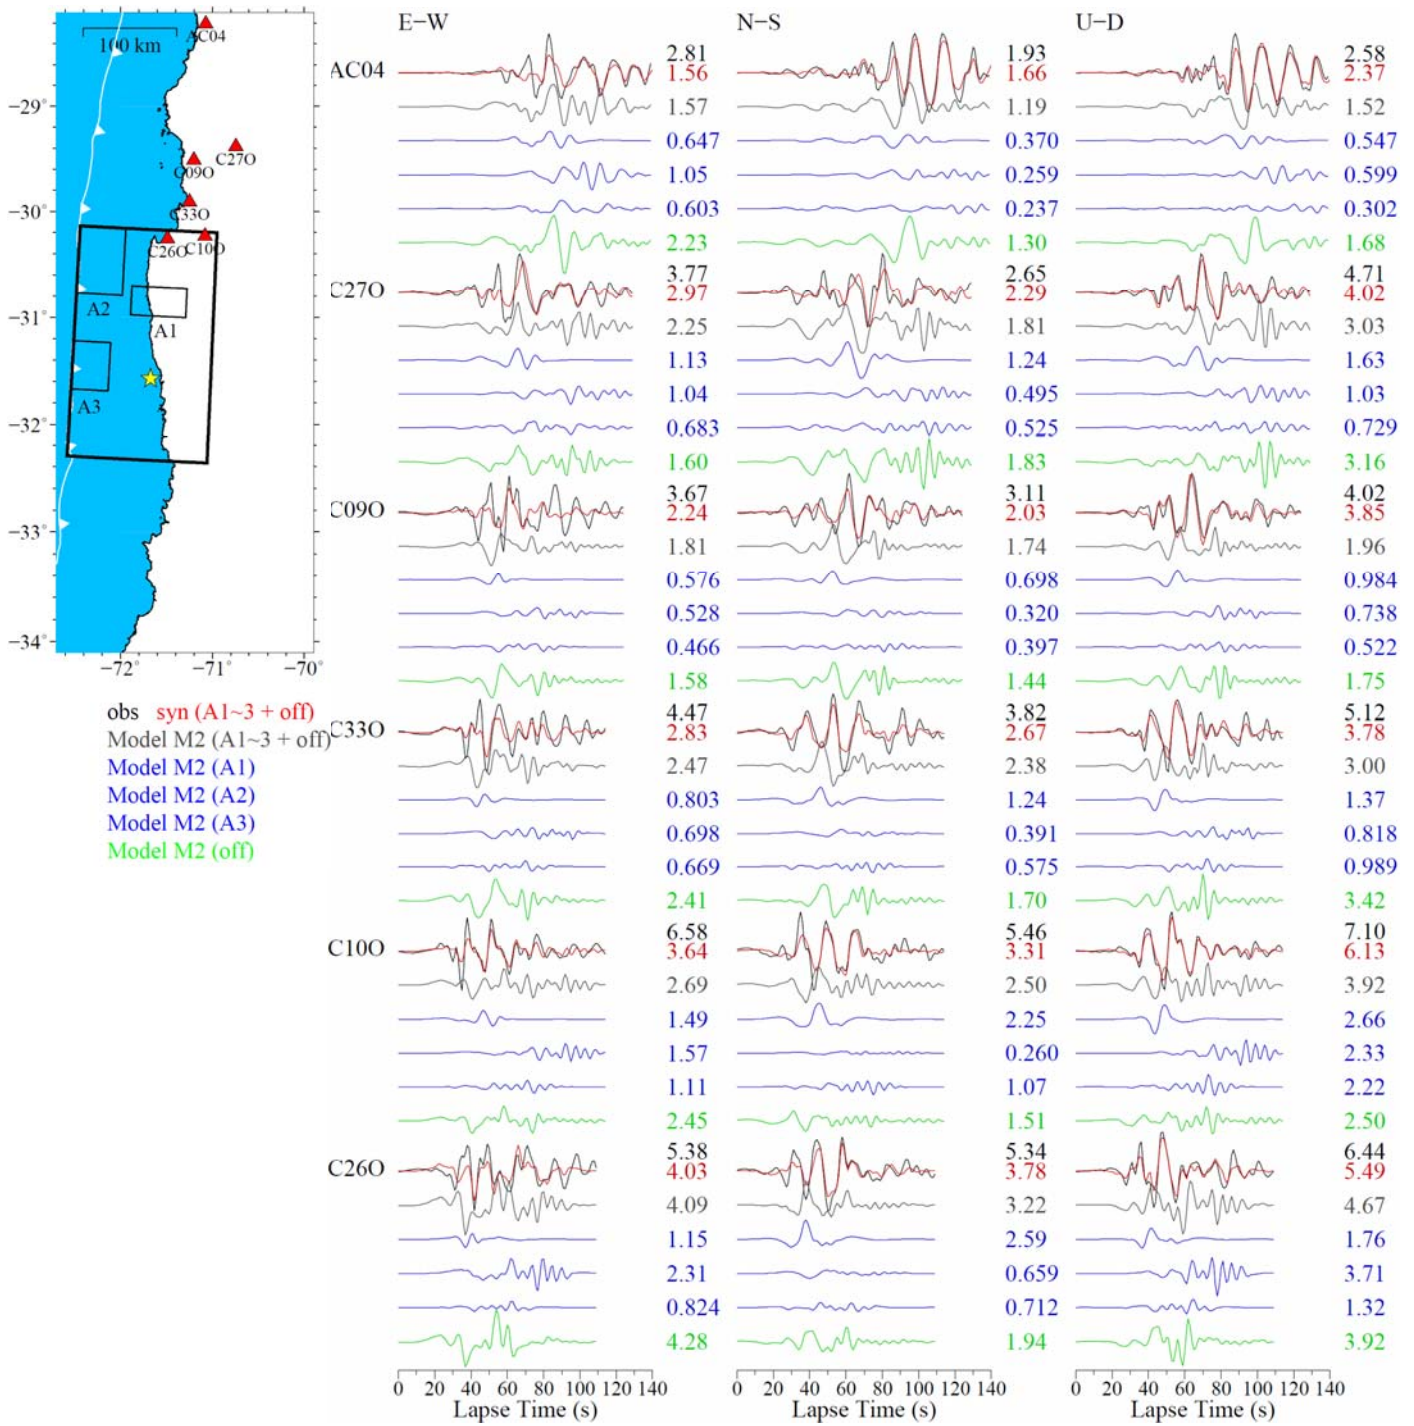 E−W N−S U−D
AC04
100 km
−29°
C27O
C09O
−30°
C33O
C26O C10O
A2
−31°
A1
A3
−32°
−33°
−34°
−72° −71° −70°
obs syn (A1~3 + off)
Model M2 (A1~3 + off)
Model M2 (A1)
Model M2 (A2)
Model M2 (A3)
Model M2 (off)
AC04
2.81 1.93 2.58
1.56 1.66 2.37
1.57 1.19 1.52
0.647 0.370 0.547
1.05 0.259 0.599
0.603 0.237 0.302
2.23 1.30 1.68
C27O
3.77 2.65 4.71
2.97 2.29 4.02
2.25 1.81 3.03
1.13 1.24 1.63
1.04 0.495 1.03
0.683 0.525 0.729
1.60 1.83 3.16
C09O
3.67 3.11 4.02
2.24 2.03 3.85
1.81 1.74 1.96
0.576 0.698 0.984
0.528 0.320 0.738
0.466 0.397 0.522
1.58 1.44 1.75
C33O
4.47 3.82 5.12
2.83 2.67 3.78
2.47 2.38 3.00
0.803 1.24 1.37
0.698 0.391 0.818
0.669 0.575 0.989
2.41 1.70 3.42
C10O
6.58 5.46 7.10
3.64 3.31 6.13
2.69 2.50 3.92
1.49 2.25 2.66
1.57 0.260 2.33
1.11 1.07 2.22
2.45 1.51 2.50
C26O
5.38 5.34 6.44
4.03 3.78 5.49
4.09 3.22 4.67
1.15 2.59 1.76
2.31 0.659 3.71
0.824 0.712 1.32
4.28 1.94 3.92
0 20 40 60 80 100 120 140 0 20 40 60 80 100 120 140 0 20 40 60 80 100 120 140
Lapse Time (s) Lapse Time (s) Lapse Time (s)